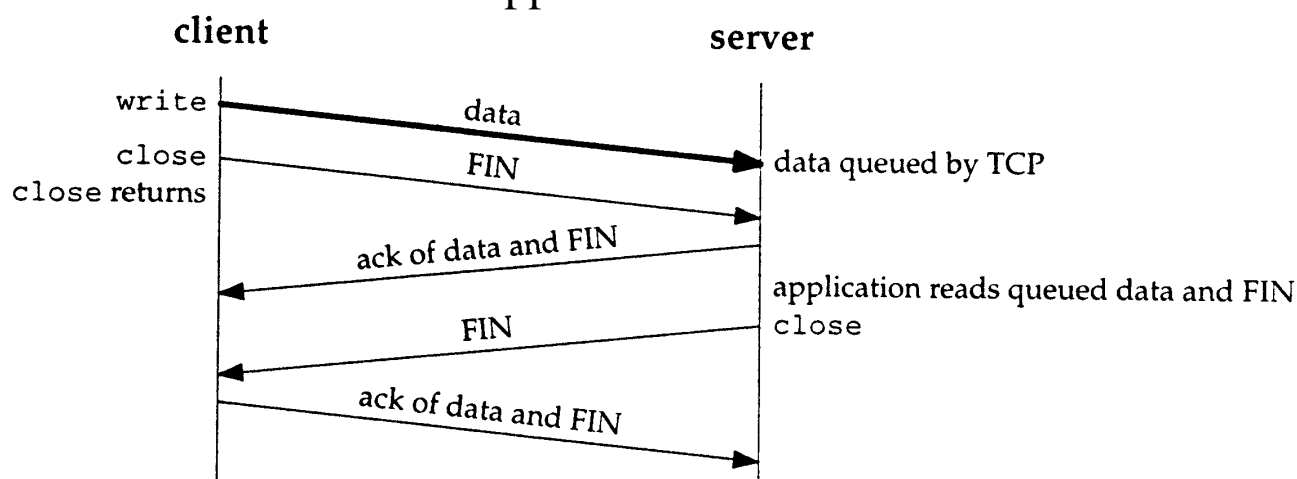 client
server
write
data
data queued by TCP
close
FIN
close returns
ack of data and FIN
application reads queued data and FIN
FIN
close
ack of data and FIN